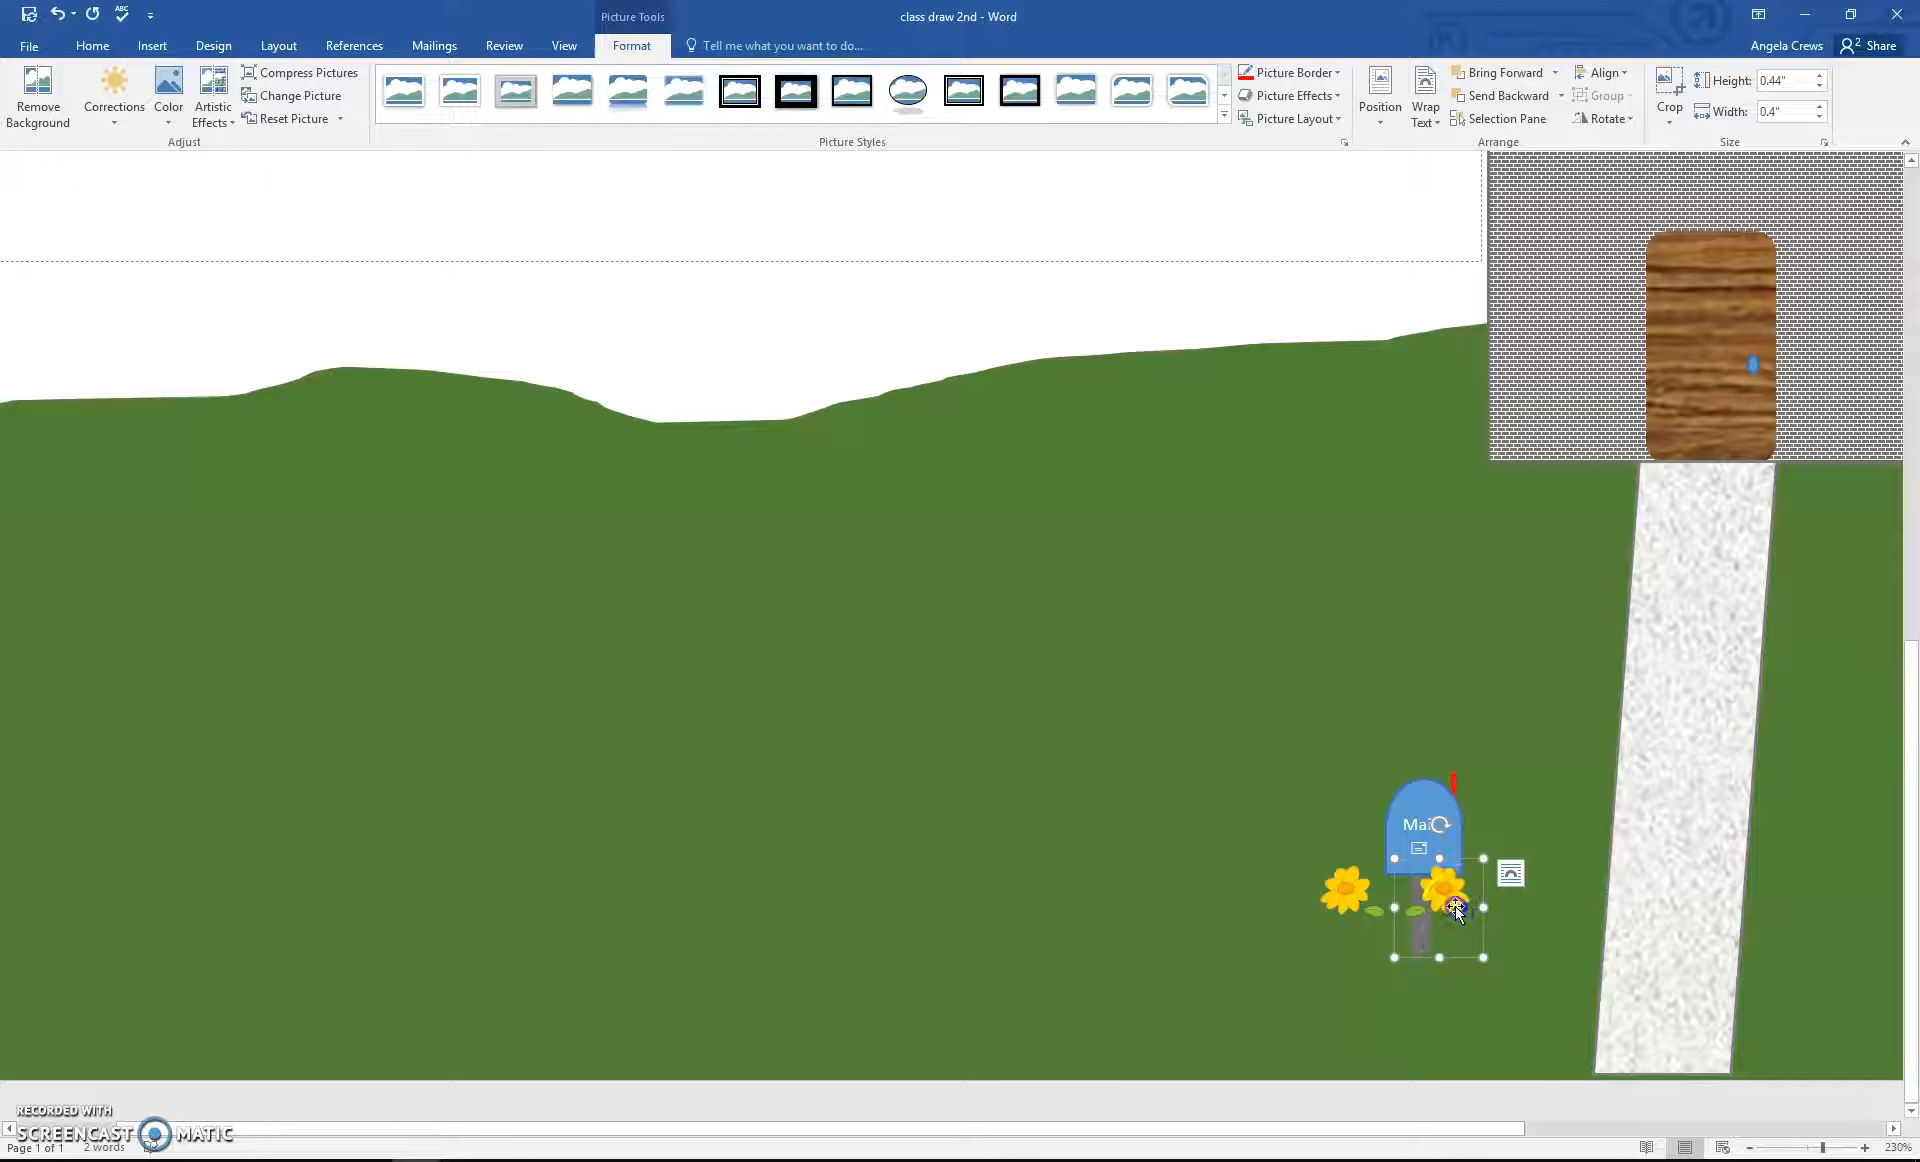 ABC
Picture Tools
class draw 2nd - Word
File Home Insert Design Layout References Mailings Review View Format Tell me what you want to do... Angela Crews Share
Remove Background
Corrections
Color
Artistic Effects
Compress Pictures
Change Picture
Reset Picture
Adjust
Picture Styles
Picture Border
Picture Effects
Picture Layout
Position
Wrap Text
Bring Forward
Send Backward
Selection Pane
Align
Group
Rotate
Arrange
Crop
Height: 0.44"
Width: 0.4"
Size
Mai
RECORDED WITH
SCREENCAST MATIC
Page 1 of 1 2 words 230%